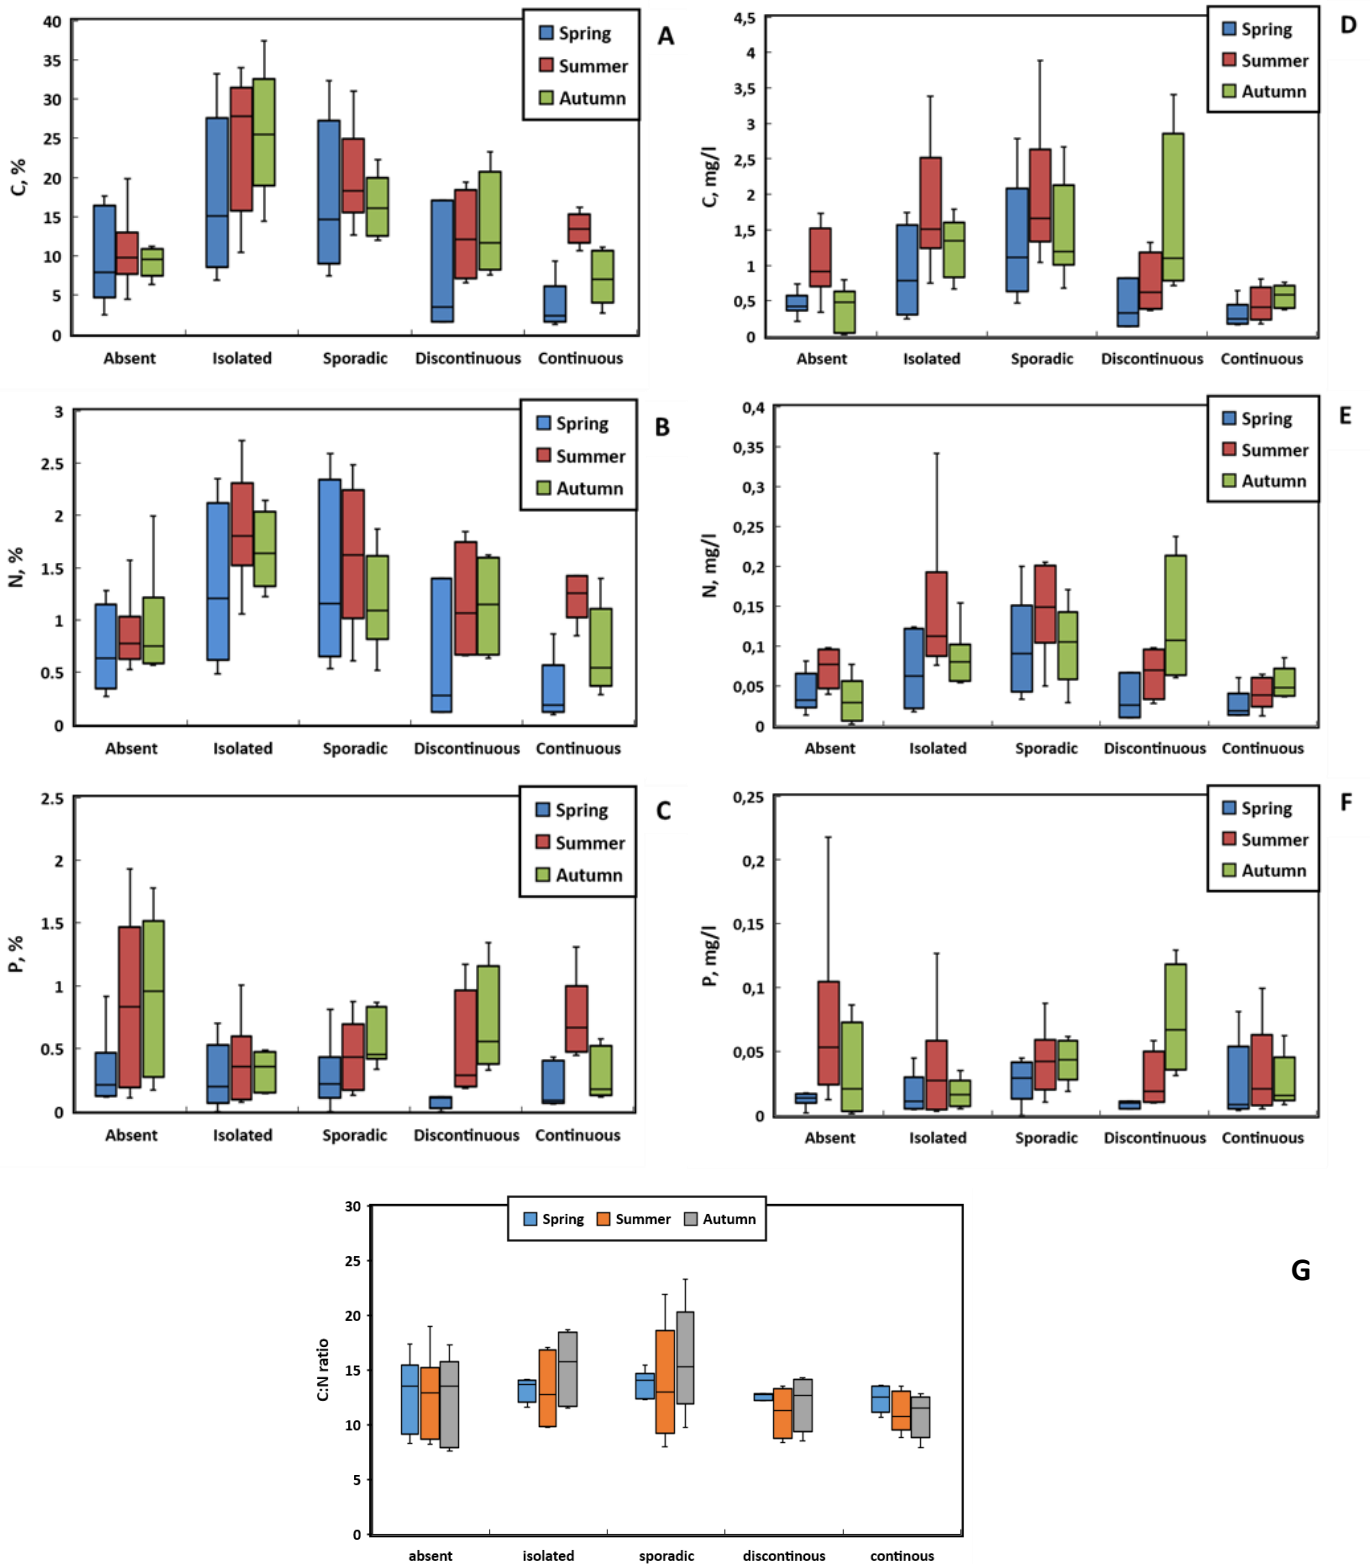 40
35
30
25
20
15
10
5
0
C, %
Spring
Summer
Autumn
A
Absent Isolated Sporadic Discontinuous Continuous
4,5
4
3,5
3
2,5
2
1,5
1
0,5
0
C, mg/l
Spring
Summer
Autumn
D
Absent Isolated Sporadic Discontinuous Continuous
3
2.5
2
1.5
1
0.5
0
N, %
Spring
Summer
Autumn
B
Absent Isolated Sporadic Discontinuous Continuous
0,4
0,35
0,3
0,25
0,2
0,15
0,1
0,05
0
N, mg/l
Spring
Summer
Autumn
E
Absent Isolated Sporadic Discontinuous Continuous
2.5
2
1.5
1
0.5
0
P, %
Spring
Summer
Autumn
C
Absent Isolated Sporadic Discontinuous Continuous
0,25
0,2
0,15
0,1
0,05
0
P, mg/l
Spring
Summer
Autumn
F
Absent Isolated Sporadic Discontinuous Continuous
30
25
20
15
10
5
0
C:N ratio
Spring Summer Autumn
G
absent isolated sporadic discontinous continous